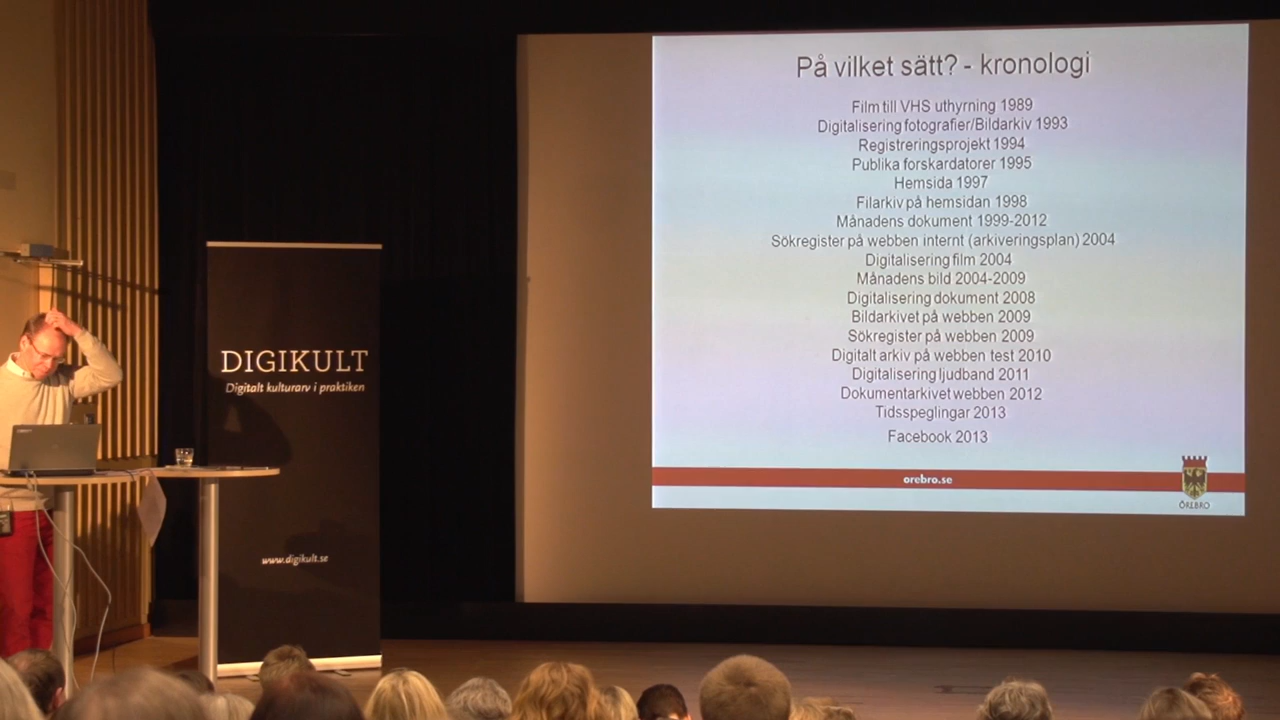 På vilket sätt? - kronologi
Film till VHS uthyrning 1989
Digitalisering fotografier/Bildarkiv 1993
Registreringsprojekt 1994
Publika forskardatorer 1995
Hemsida 1997
Filarkiv på hemsidan 1998
Månadens dokument 1999-2012
Sökregister på webben internt (arkiveringsplan) 2004
Digitalisering film 2004
Månadens bild 2004-2009
Digitalisering dokument 2008
Bildarkivet på webben 2009
Sökregister på webben 2009
Digitalt arkiv på webben test 2010
Digitalisering ljudband 2011
Dokumentarkivet webben 2012
Tidsspeglingar 2013
Facebook 2013
orebro.se
ÖREBRO
DIGIKULT
Digitalt kulturarv i praktiken
www.digikult.se